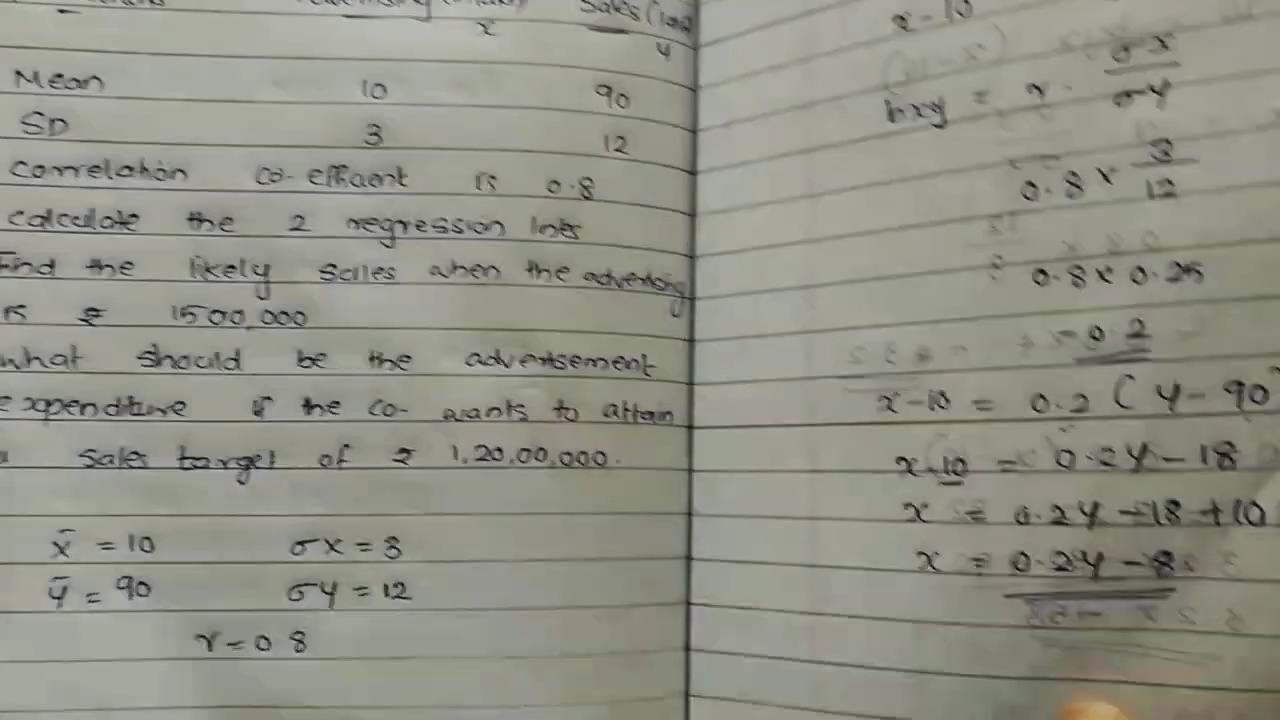 Sales (
x
y
Mean 10 90
SD 3 12
correlation co-efficient is 0.8
calculate the 2 regression lines
Find the likely sales when the advertising
is ₹ 1500,000
what should be the advertisement
expenditure if the co- wants to attain
sales target of ₹ 1,20,00,000.
x̄ = 10 σx = 3
ȳ = 90 σy = 12
r = 0.8
x - 10
bxy = r · σx / σy
0.8 × 3 / 12
= 0.8 × 0.25
= 0.2
x - 10 = 0.2 ( y - 90
x - 10 = 0.2y - 18
x = 0.2y - 18 + 10
x = 0.2y - 8